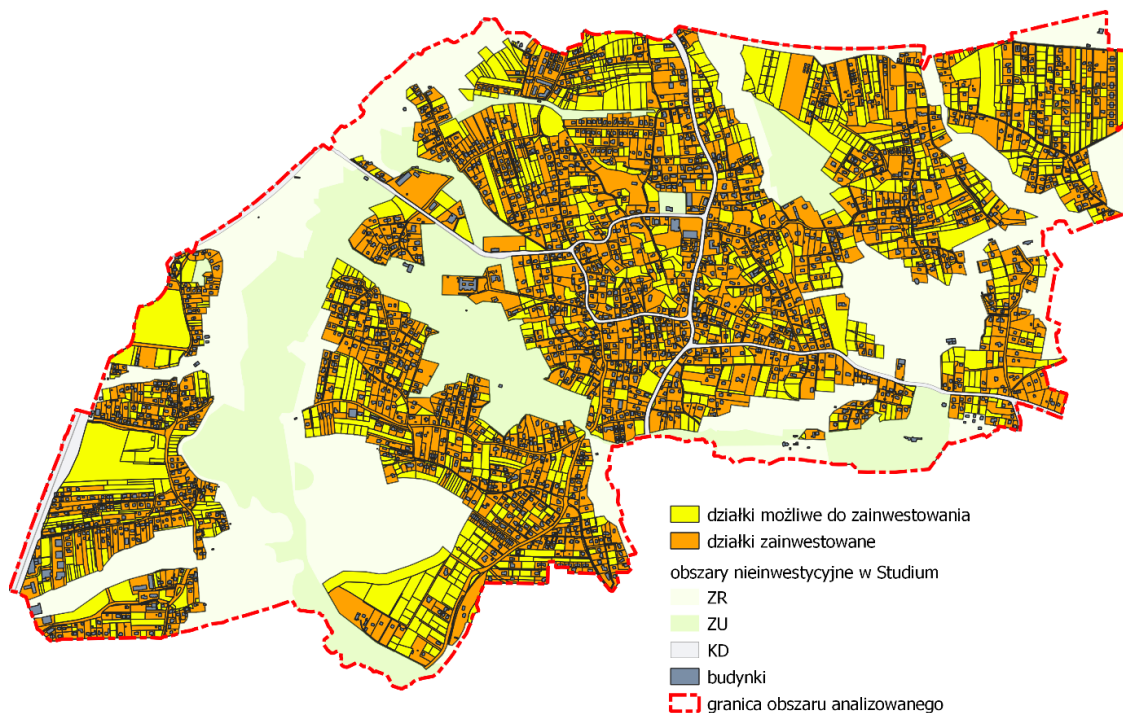 działki możliwe do zainwestowania
działki zainwestowane
obszary nieinwestycyjne w Studium
ZR
ZU
KD
budynki
granica obszaru analizowanego